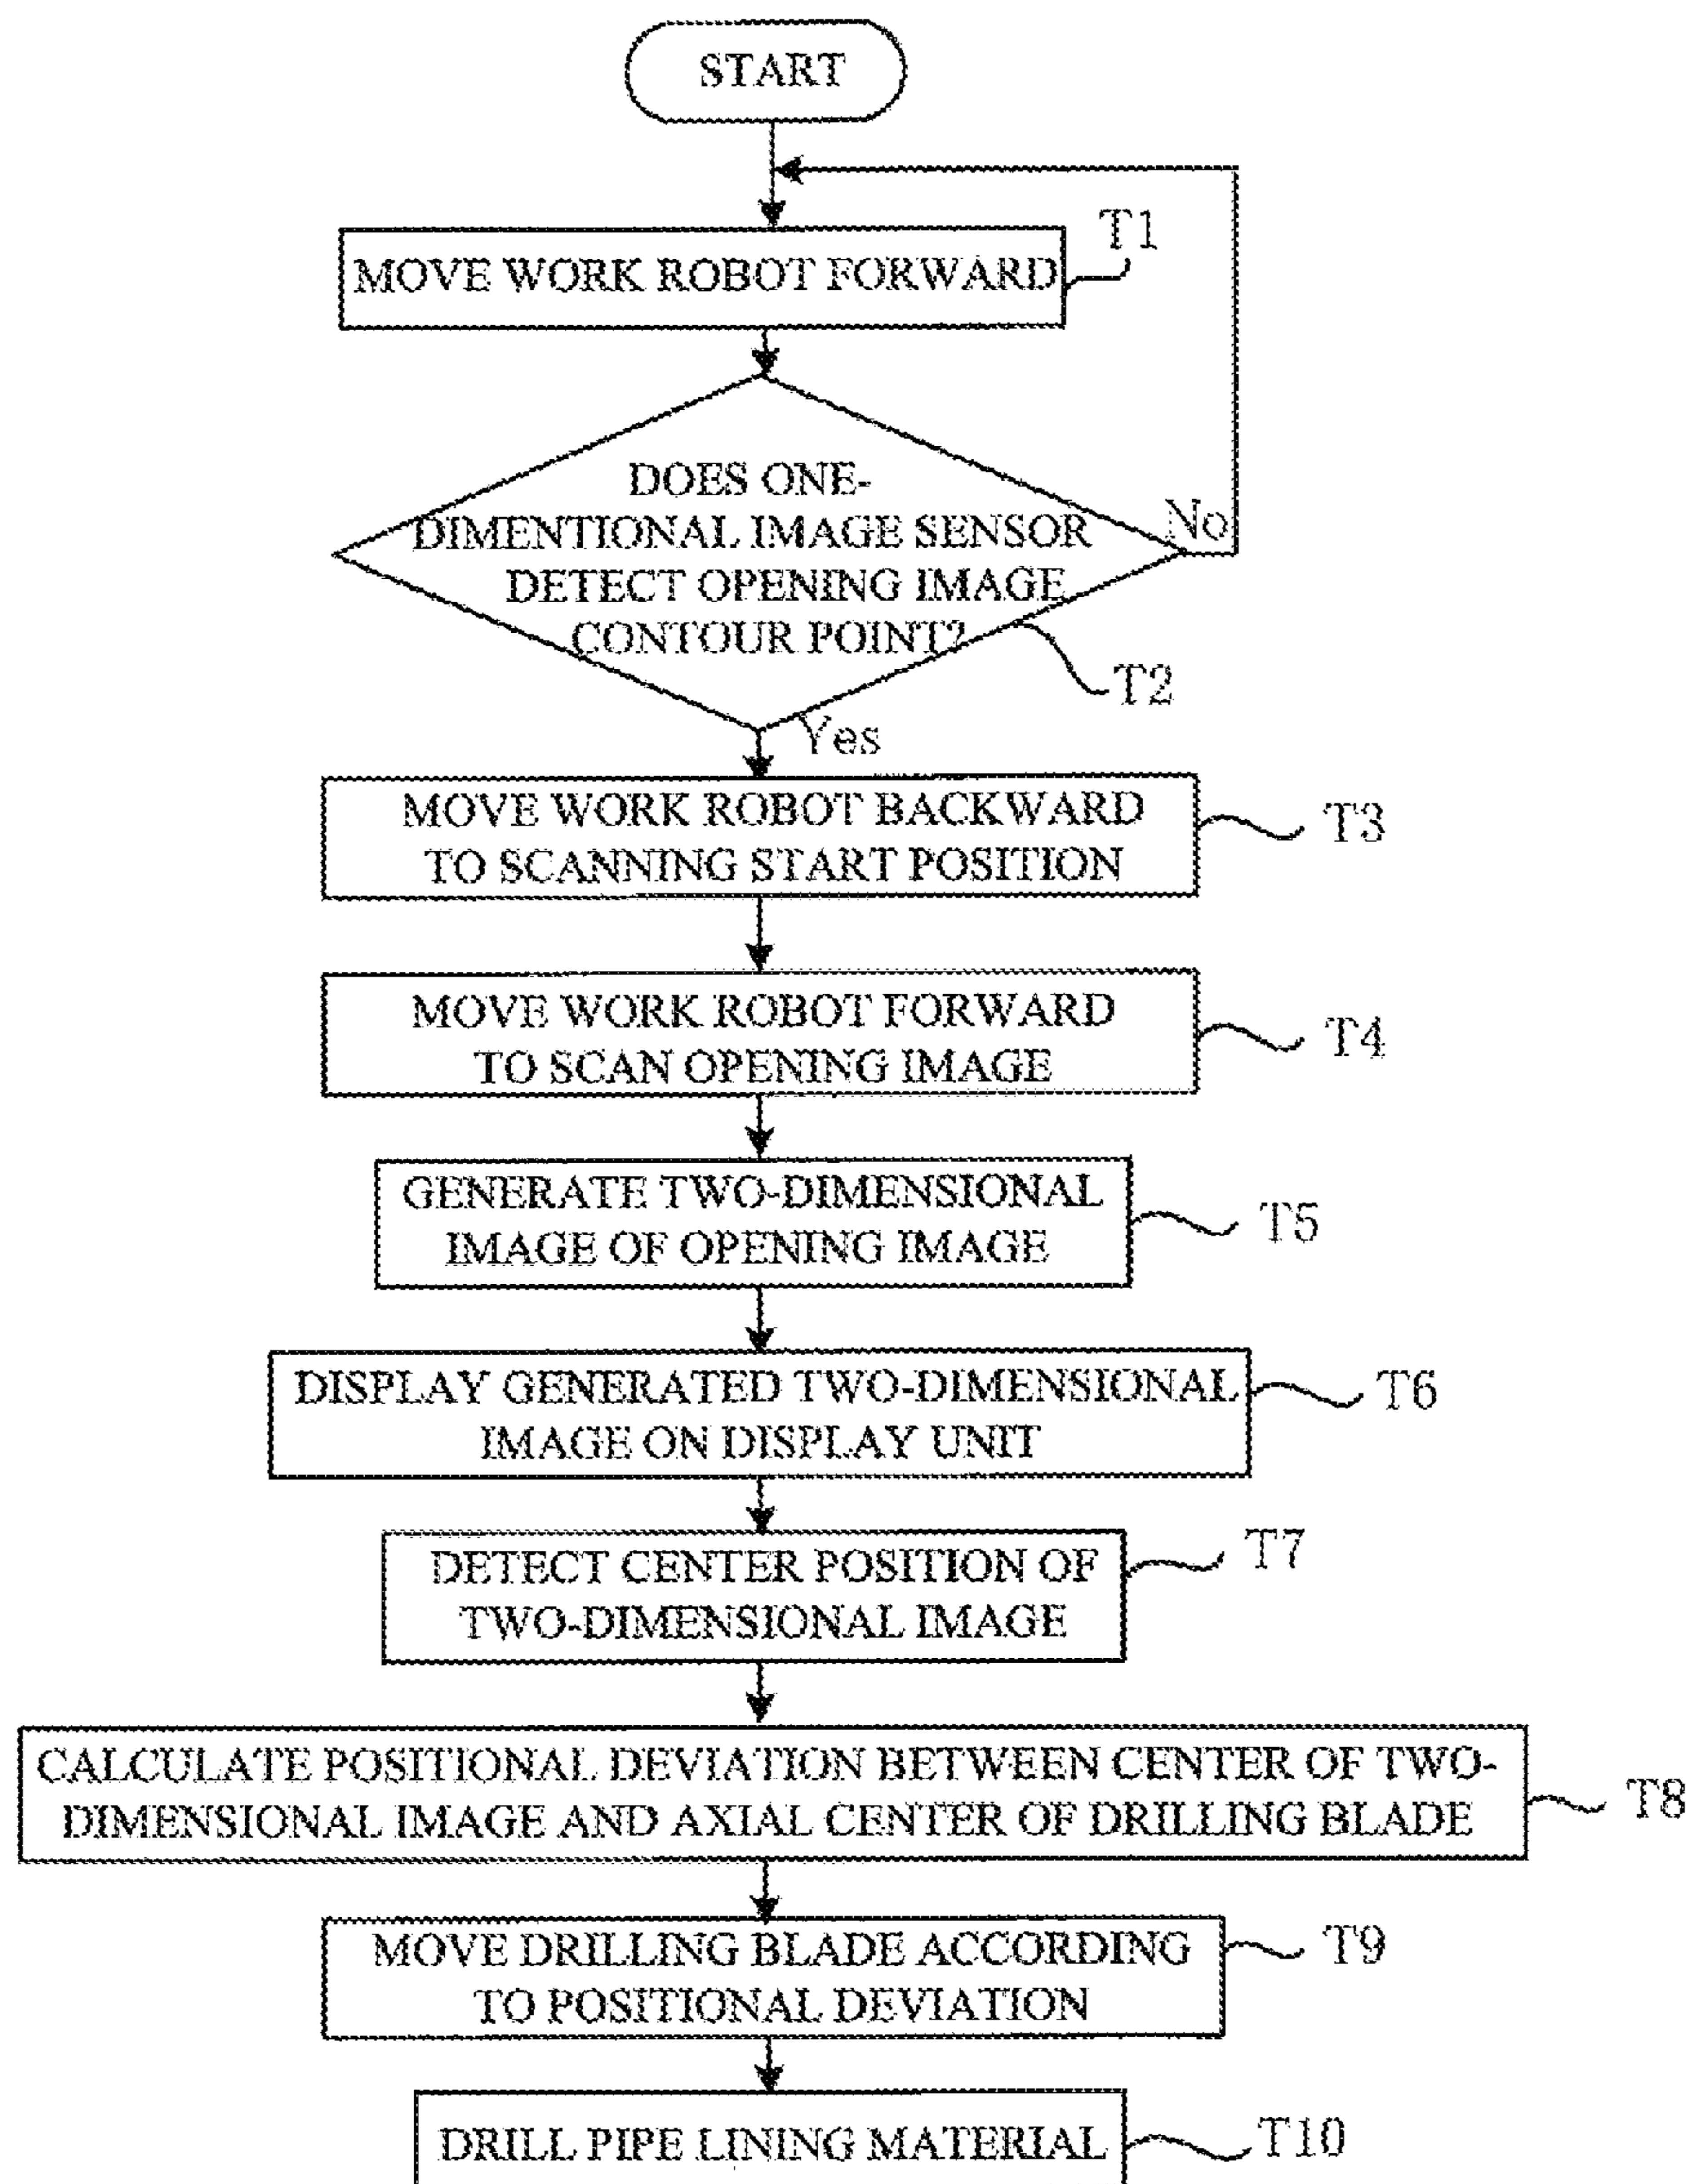 START
T1
MOVE WORK ROBOT FORWARD
DOES ONE-
DIMENTIONAL IMAGE SENSOR
DETECT OPENING IMAGE
CONTOUR POINT?
No
T2
Yes
MOVE WORK ROBOT BACKWARD
TO SCANNING START POSITION
T3
MOVE WORK ROBOT FORWARD
TO SCAN OPENING IMAGE
T4
GENERATE TWO-DIMENSIONAL
IMAGE OF OPENING IMAGE
T5
DISPLAY GENERATED TWO-DIMENSIONAL
IMAGE ON DISPLAY UNIT
T6
DETECT CENTER POSITION OF
TWO-DIMENSIONAL IMAGE
T7
CALCULATE POSITIONAL DEVIATION BETWEEN CENTER OF TWO-
DIMENSIONAL IMAGE AND AXIAL CENTER OF DRILLING BLADE
T8
MOVE DRILLING BLADE ACCORDING
TO POSITIONAL DEVIATION
T9
DRILL PIPE LINING MATERIAL
T10